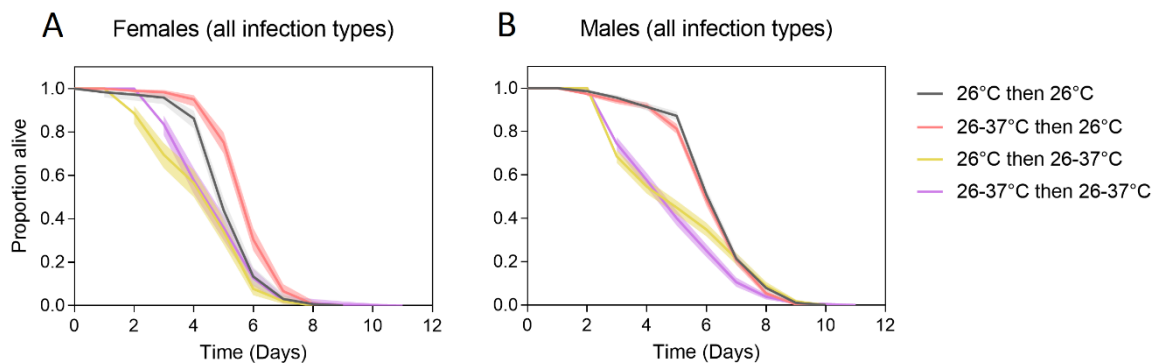 A Females (all infection types)
B Males (all infection types)
1.0
0.8
0.6
0.4
0.2
0.0
Proportion alive
0 2 4 6 8 10 12
Time (Days)
1.0
0.8
0.6
0.4
0.2
0.0
0 2 4 6 8 10 12
Time (Days)
26°C then 26°C
26-37°C then 26°C
26°C then 26-37°C
26-37°C then 26-37°C